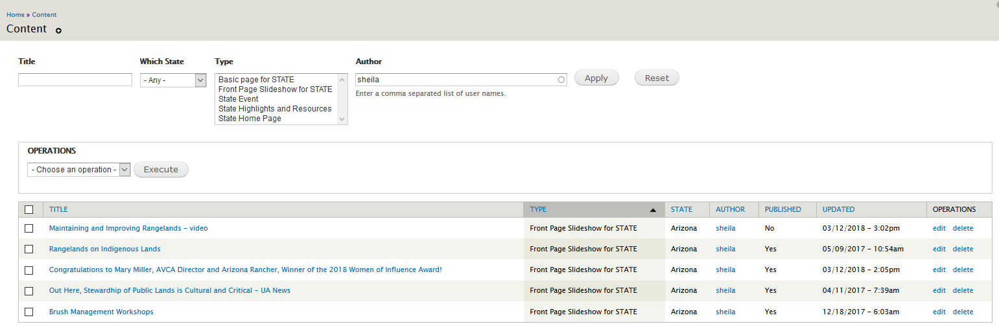 Home » Content
Content
Title
Which State
Type
Author
- Any -
Basic page for STATE
Front Page Slideshow for STATE
State Event
State Highlights and Resources
State Home Page
sheila
Apply
Reset
Enter a comma separated list of user names.
OPERATIONS
- Choose an operation -
Execute
TITLE TYPE STATE AUTHOR PUBLISHED UPDATED OPERATIONS
Maintaining and Improving Rangelands – video Front Page Slideshow for STATE Arizona sheila No 03/12/2018 – 3:02pm edit delete
Rangelands on Indigenous Lands Front Page Slideshow for STATE Arizona sheila Yes 05/09/2017 – 10:54am edit delete
Congratulations to Mary Miller, AVCA Director and Arizona Rancher, Winner of the 2018 Women of Influence Award! Front Page Slideshow for STATE Arizona sheila Yes 03/12/2018 – 2:05pm edit delete
Out Here, Stewardhip of Public Lands is Cultural and Critical – UA News Front Page Slideshow for STATE Arizona sheila Yes 04/11/2017 – 7:39am edit delete
Brush Management Workshops Front Page Slideshow for STATE Arizona sheila Yes 12/18/2017 – 6:03am edit delete